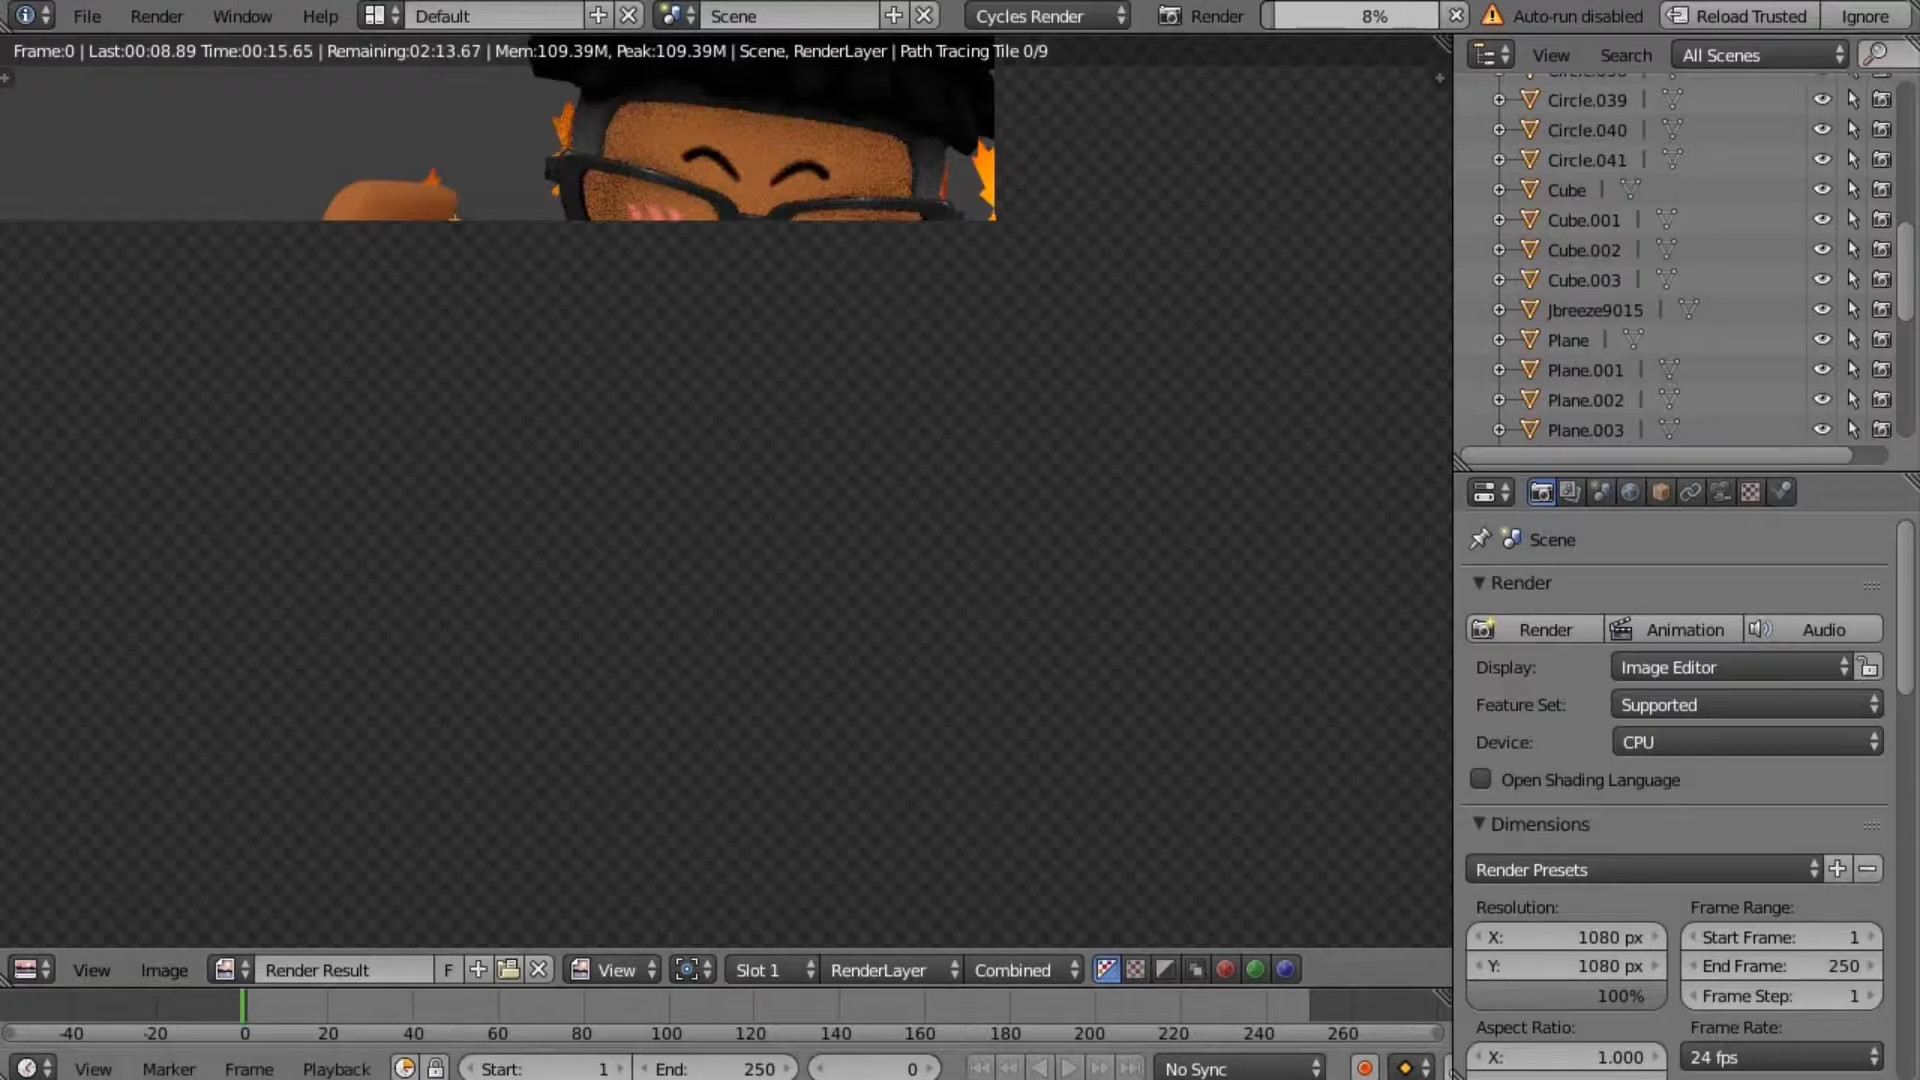 File Render Window Help Default Scene Cycles Render Render 8% Auto-run disabled Reload Trusted Ignore
Frame:0 | Last:00:08.89 Time:00:15.65 | Remaining:02:13.67 | Mem:109.39M, Peak:109.39M | Scene, RenderLayer | Path Tracing Tile 0/9
View Search All Scenes
Circle.039
Circle.040
Circle.041
Cube
Cube.001
Cube.002
Cube.003
Jbreeze9015
Plane
Plane.001
Plane.002
Plane.003
Scene
Render
Render Animation Audio
Display: Image Editor
Feature Set: Supported
Device: CPU
Open Shading Language
Dimensions
Render Presets
Resolution: Frame Range:
X: 1080 px Start Frame: 1
Y: 1080 px End Frame: 250
100% Frame Step: 1
Aspect Ratio: Frame Rate:
X: 1.000 24 fps
View Image Render Result F View Slot 1 RenderLayer Combined
-40 -20 0 20 40 60 80 100 120 140 160 180 200 220 240 260
View Marker Frame Playback Start: 1 End: 250 0 No Sync